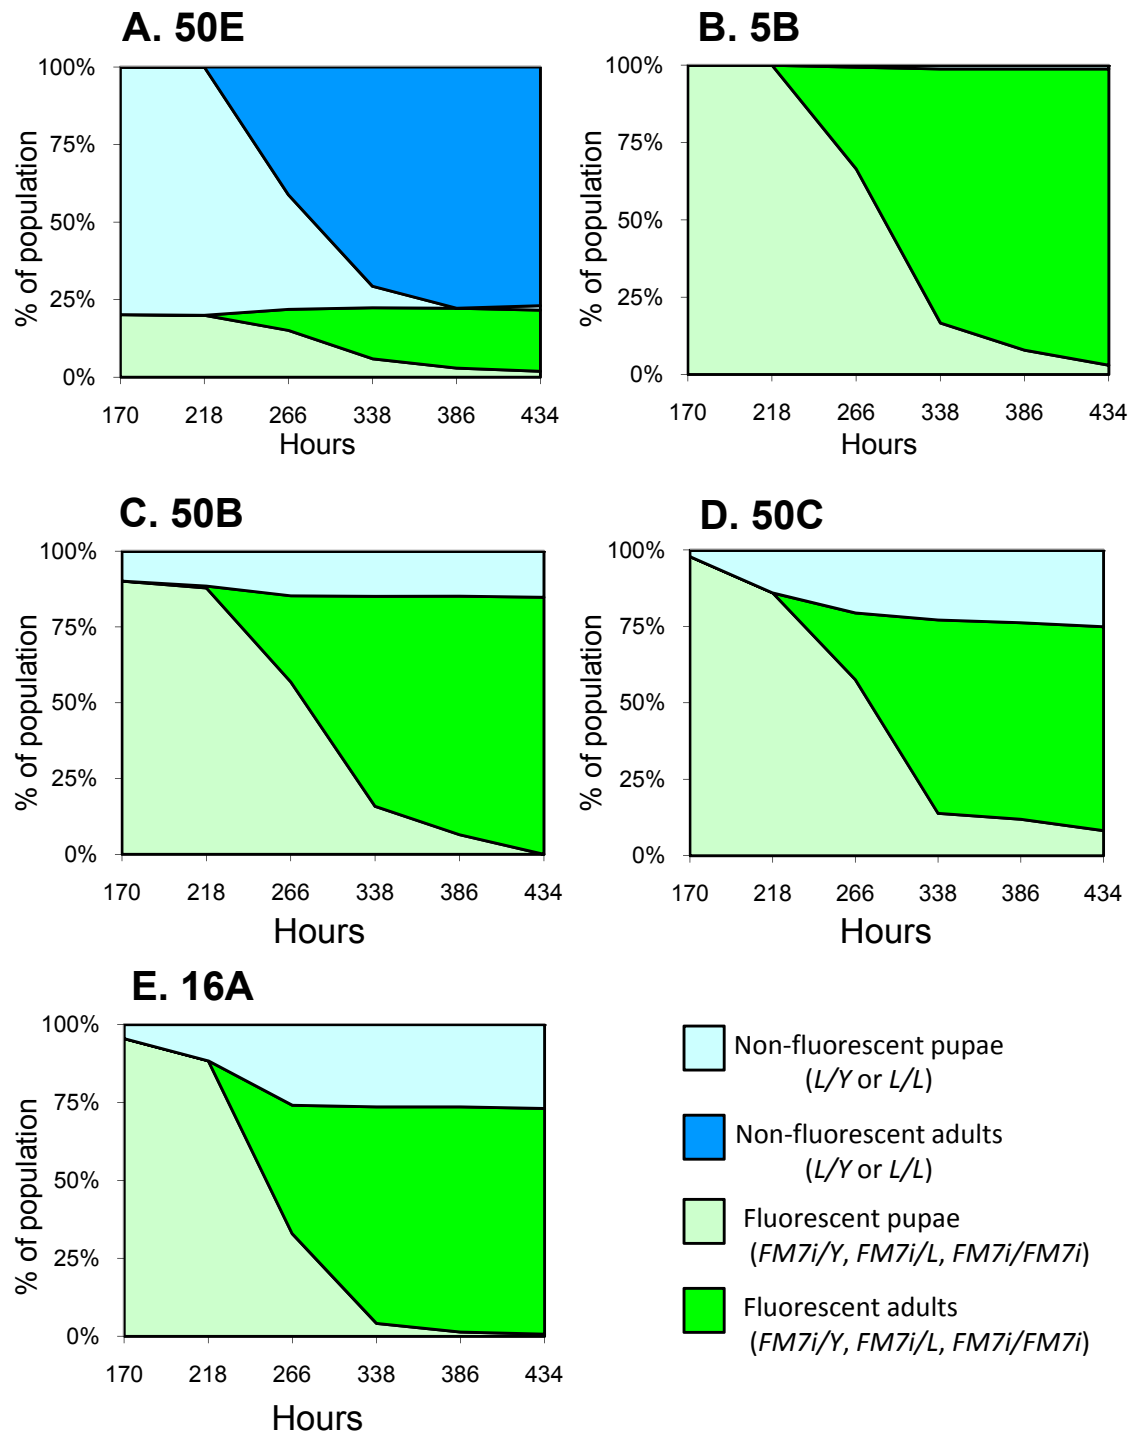 A. 50E
% of population
100%
75%
50%
25%
0%
170 218 266 338 386 434
Hours
B. 5B
% of population
100%
75%
50%
25%
0%
170 218 266 338 386 434
Hours
C. 50B
% of population
100%
75%
50%
25%
0%
170 218 266 338 386 434
Hours
D. 50C
% of population
100%
75%
50%
25%
0%
170 218 266 338 386 434
Hours
E. 16A
% of population
100%
75%
50%
25%
0%
170 218 266 338 386 434
Hours
Non-fluorescent pupae
(L/Y or L/L)
Non-fluorescent adults
(L/Y or L/L)
Fluorescent pupae
(FM7i/Y, FM7i/L, FM7i/FM7i)
Fluorescent adults
(FM7i/Y, FM7i/L, FM7i/FM7i)